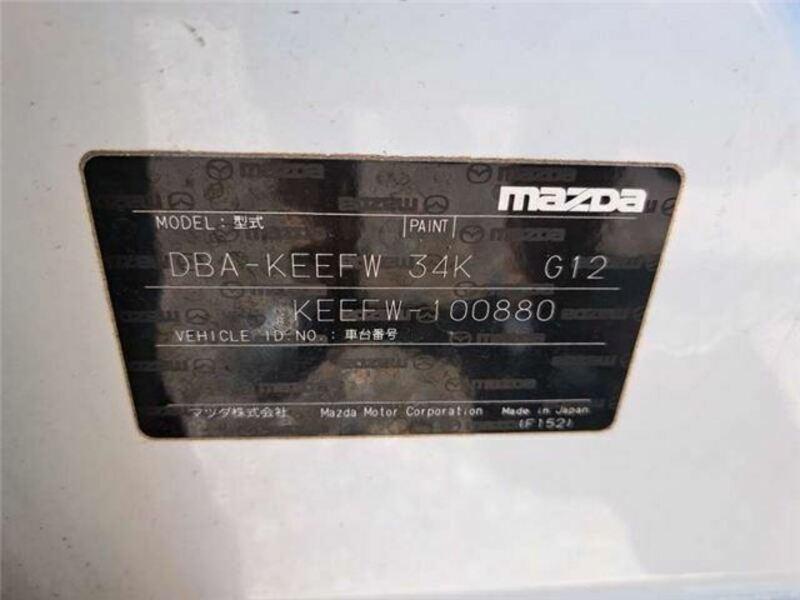 mazda
MODEL : 型式 PAINT
DBA-KEEFW 34K G12
KEEFW-100880
VEHICLE ID.NO. : 車台番号
マツダ株式会社 Mazda Motor Corporation Made in Japan
(F152)